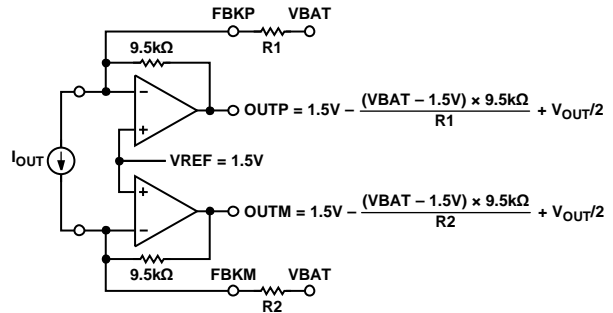 FBKP VBAT
9.5kΩ R1
−
OUTP = 1.5V – (VBAT – 1.5V) × 9.5kΩ / R1 + VOUT/2
+
IOUT
VREF = 1.5V
+
OUTM = 1.5V – (VBAT – 1.5V) × 9.5kΩ / R2 + VOUT/2
−
9.5kΩ FBKM VBAT
R2